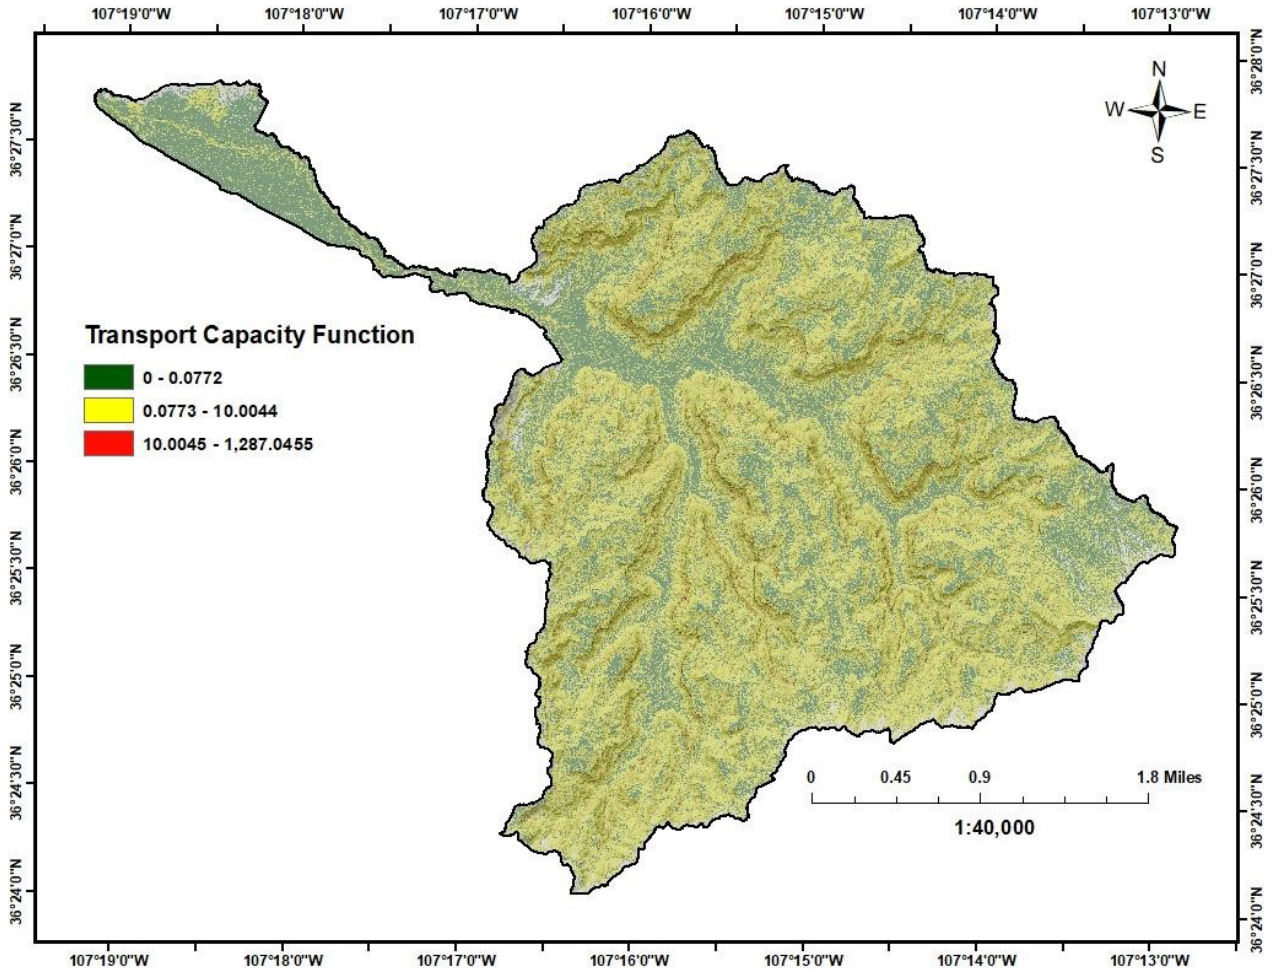 107°19'0"W 107°18'0"W 107°17'0"W 107°16'0"W 107°15'0"W 107°14'0"W 107°13'0"W
36°28'0"N
36°27'30"N
36°27'0"N
36°26'30"N
36°26'0"N
36°25'30"N
36°25'0"N
36°24'30"N
36°24'0"N
N
W E
S
Transport Capacity Function
0 - 0.0772
0.0773 - 10.0044
10.0045 - 1,287.0455
0 0.45 0.9 1.8 Miles
1:40,000
36°27'30"N
36°27'0"N
36°26'30"N
36°26'0"N
36°25'30"N
36°25'0"N
36°24'30"N
36°24'0"N
107°19'0"W 107°18'0"W 107°17'0"W 107°16'0"W 107°15'0"W 107°14'0"W 107°13'0"W